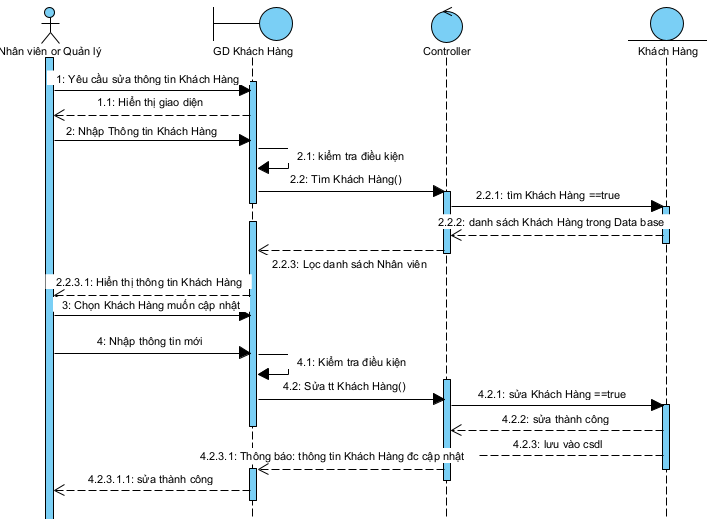 Nhân viên or Quản lý
GD Khách Hàng
Controller
Khách Hàng
1: Yêu cầu sửa thông tin Khách Hàng
1.1: Hiển thị giao diện
2: Nhập Thông tin Khách Hàng
2.1: kiểm tra điều kiện
2.2: Tìm Khách Hàng()
2.2.1: tìm Khách Hàng ==true
2.2.2: danh sách Khách Hàng trong Data base
2.2.3: Lọc danh sách Nhân viên
2.2.3.1: Hiển thị thông tin Khách Hàng
3: Chọn Khách Hàng muốn cập nhật
4: Nhập thông tin mới
4.1: Kiểm tra điều kiện
4.2: Sửa tt Khách Hàng()
4.2.1: sửa Khách Hàng ==true
4.2.2: sửa thành công
4.2.3: lưu vào csdl
4.2.3.1: Thông báo: thông tin Khách Hàng đc cập nhật
4.2.3.1.1: sửa thành công